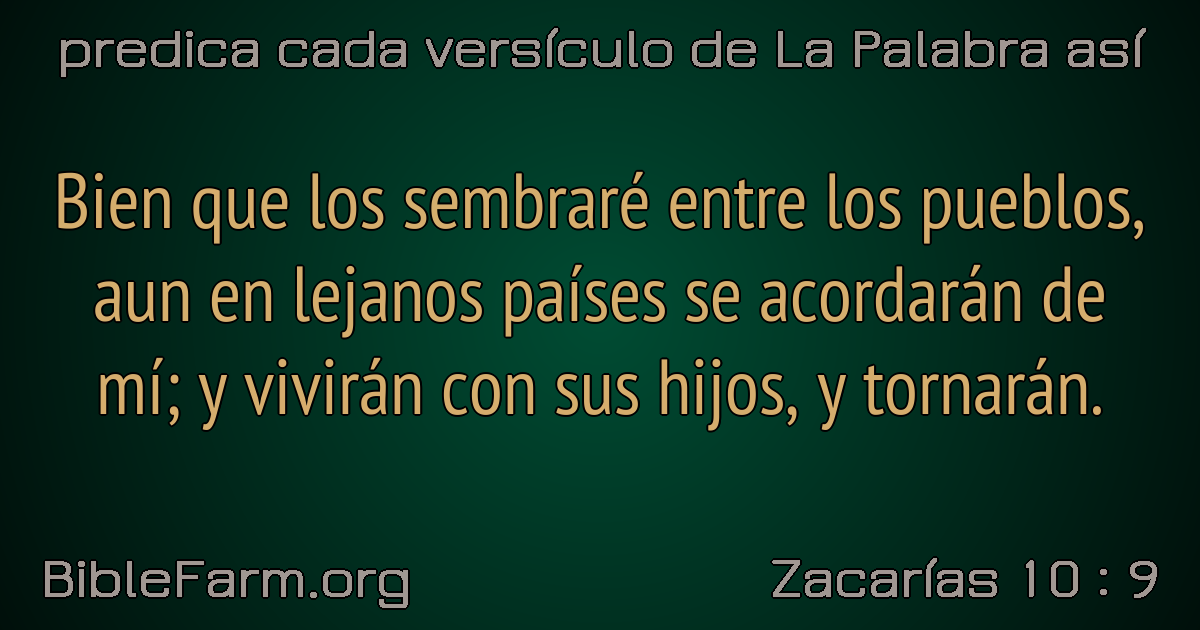 predica cada versículo de La Palabra así
Bien que los sembraré entre los pueblos,
aun en lejanos países se acordarán de
mí; y vivirán con sus hijos, y tornarán.
BibleFarm.org
Zacarías 10 : 9